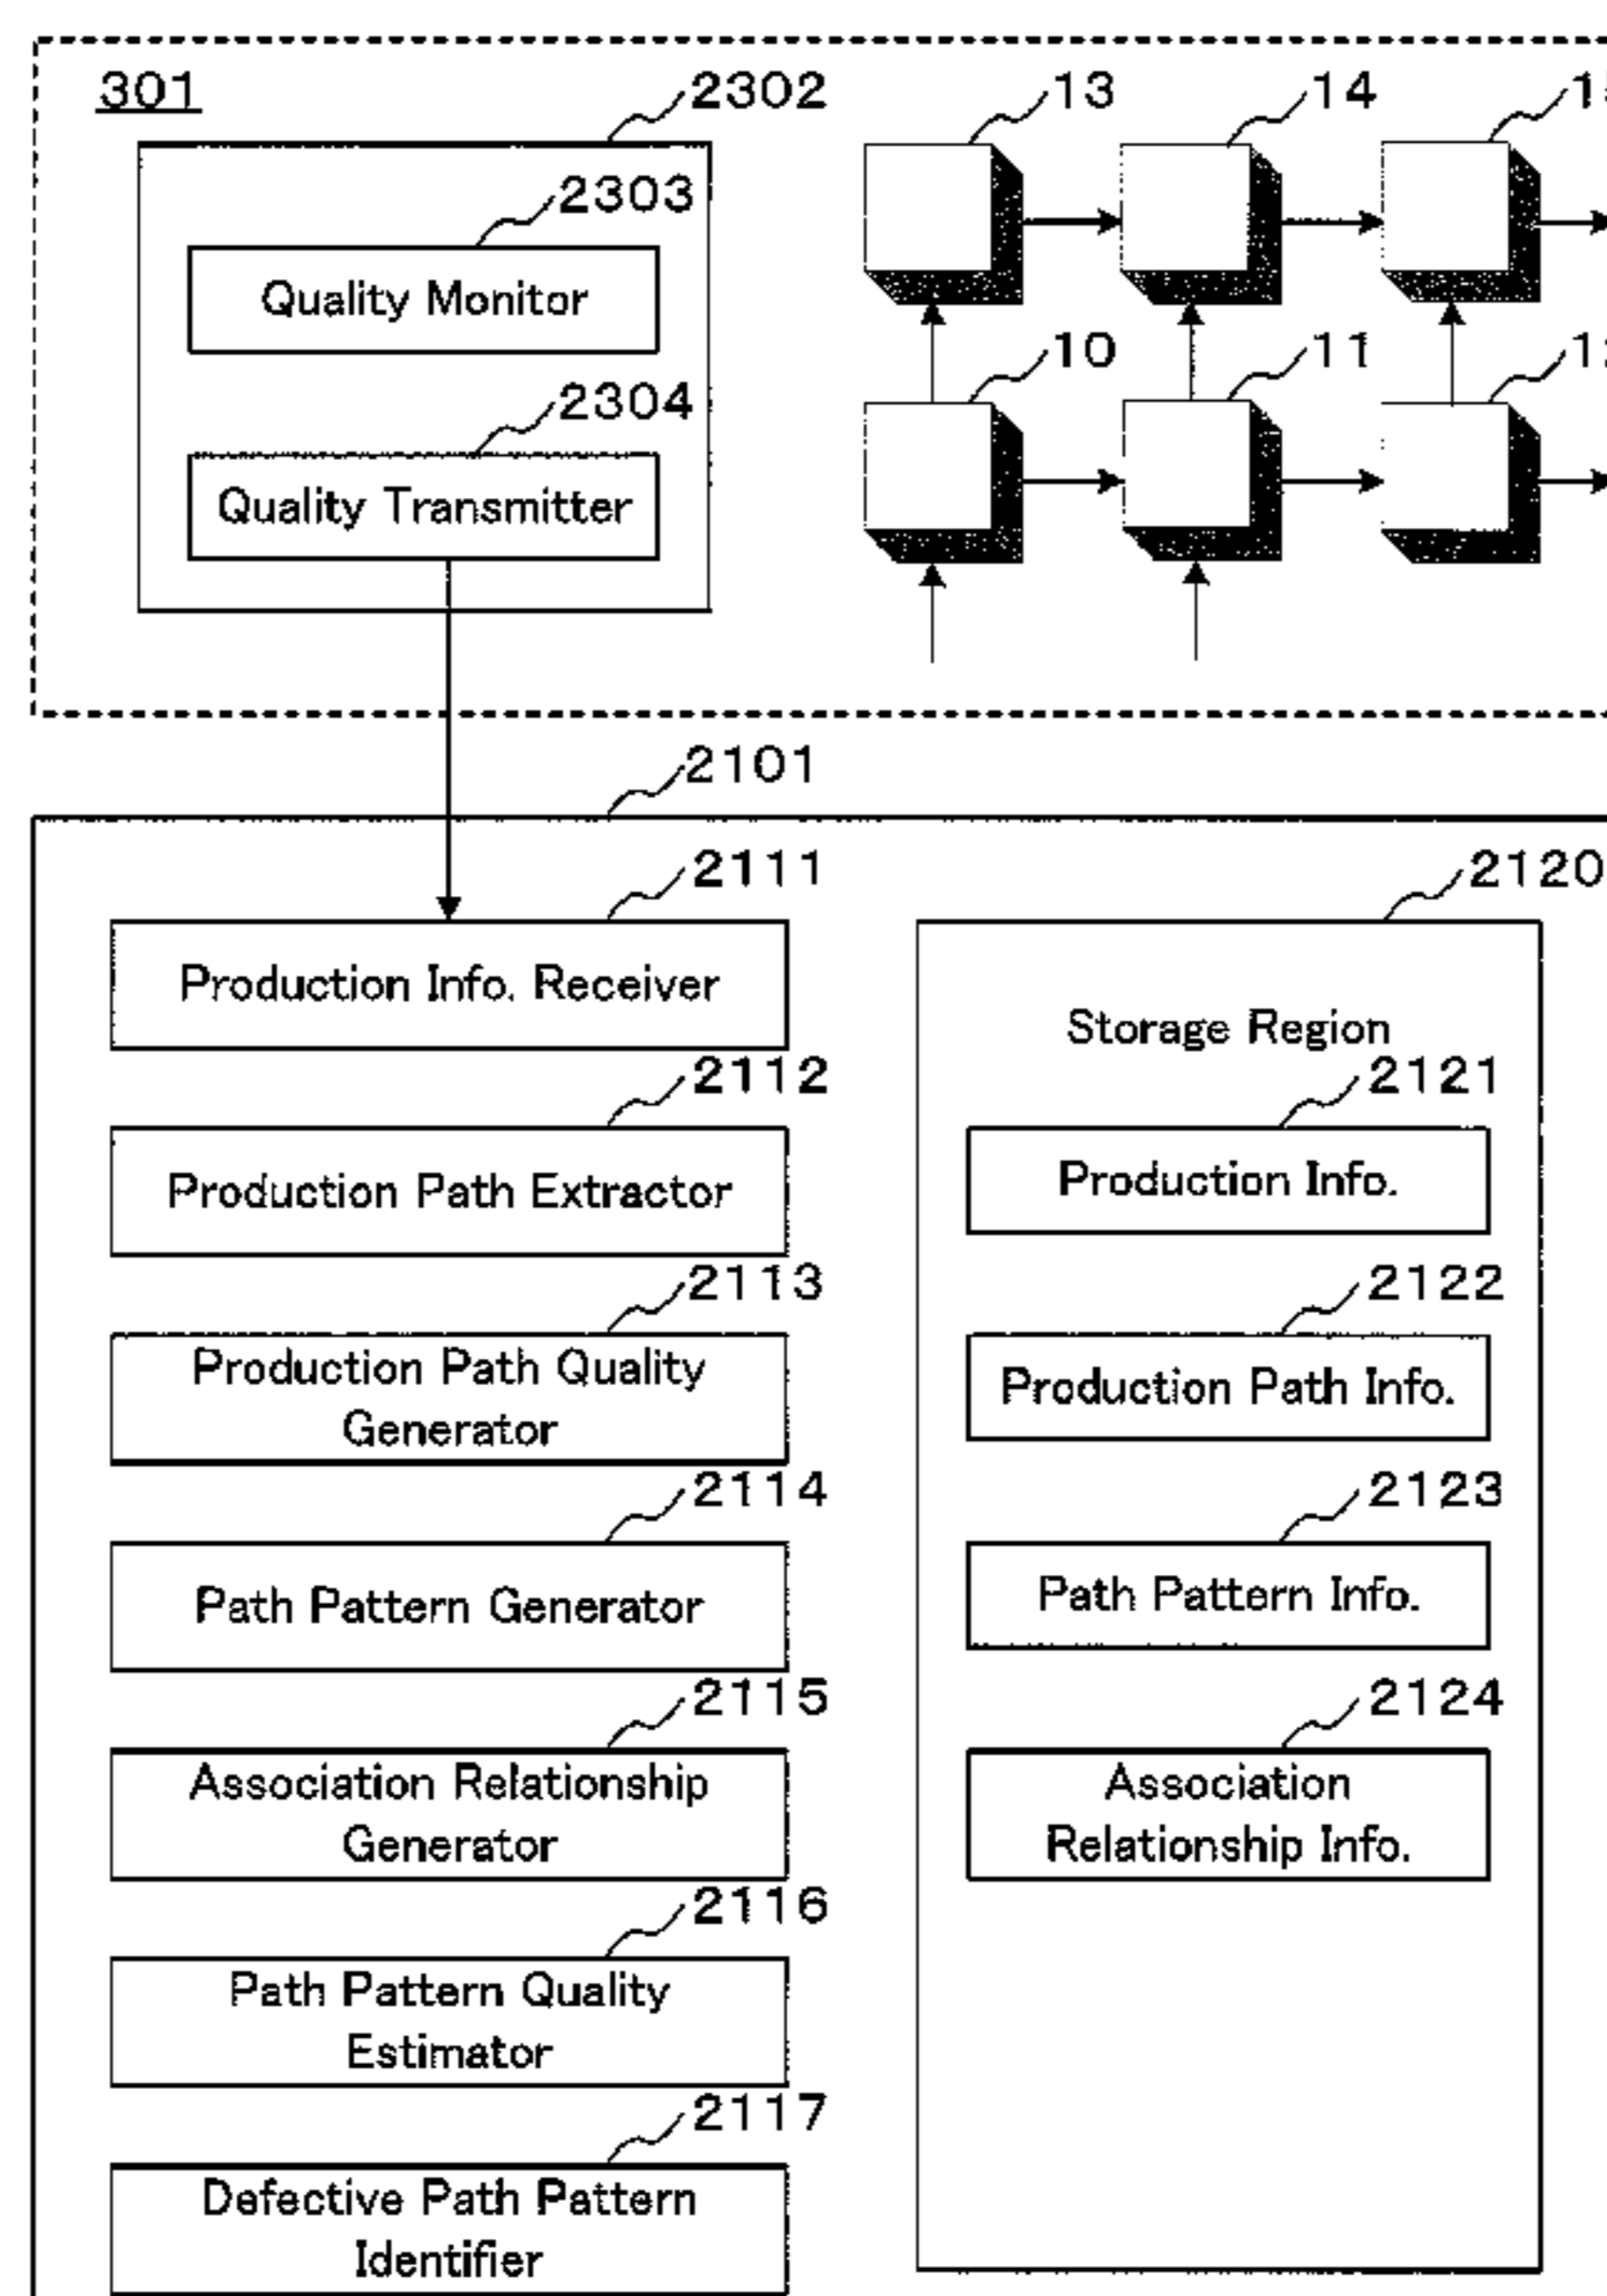 301
2302
13
14
2303
Quality Monitor
10
11
2304
Quality Transmitter
2101
2111
Production Info. Receiver
2112
Production Path Extractor
2113
Production Path Quality
Generator
2114
Path Pattern Generator
2115
Association Relationship
Generator
2116
Path Pattern Quality
Estimator
2117
Defective Path Pattern
Identifier
2120
Storage Region
2121
Production Info.
2122
Production Path Info.
2123
Path Pattern Info.
2124
Association
Relationship Info.